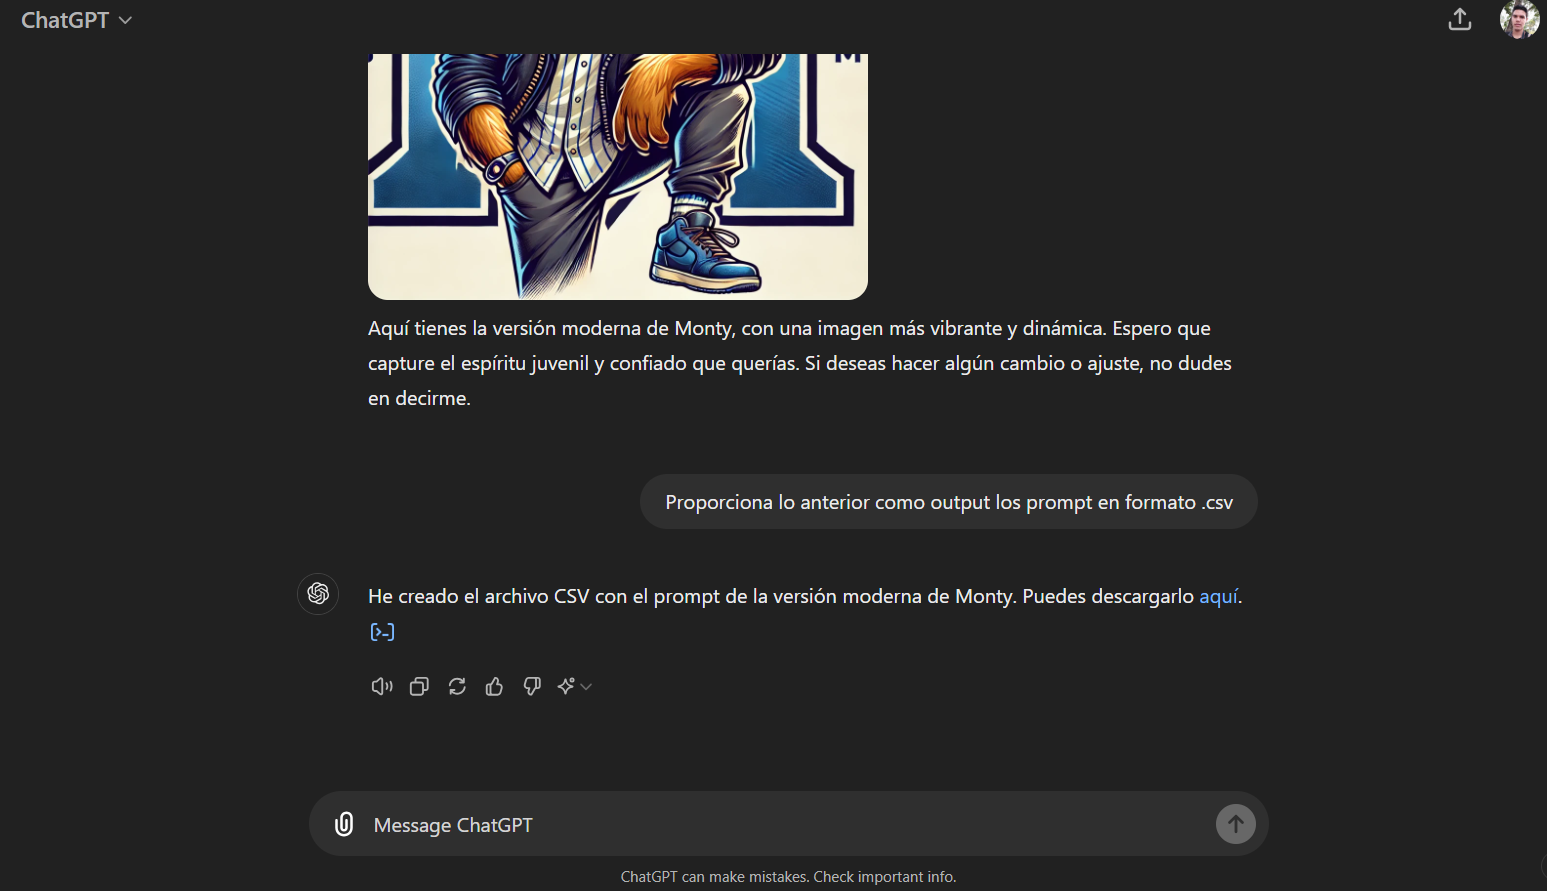 ChatGPT
M
Aquí tienes la versión moderna de Monty, con una imagen más vibrante y dinámica. Espero que
capture el espíritu juvenil y confiado que querías. Si deseas hacer algún cambio o ajuste, no dudes
en decirme.
Proporciona lo anterior como output los prompt en formato .csv
He creado el archivo CSV con el prompt de la versión moderna de Monty. Puedes descargarlo aquí.
Message ChatGPT
ChatGPT can make mistakes. Check important info.